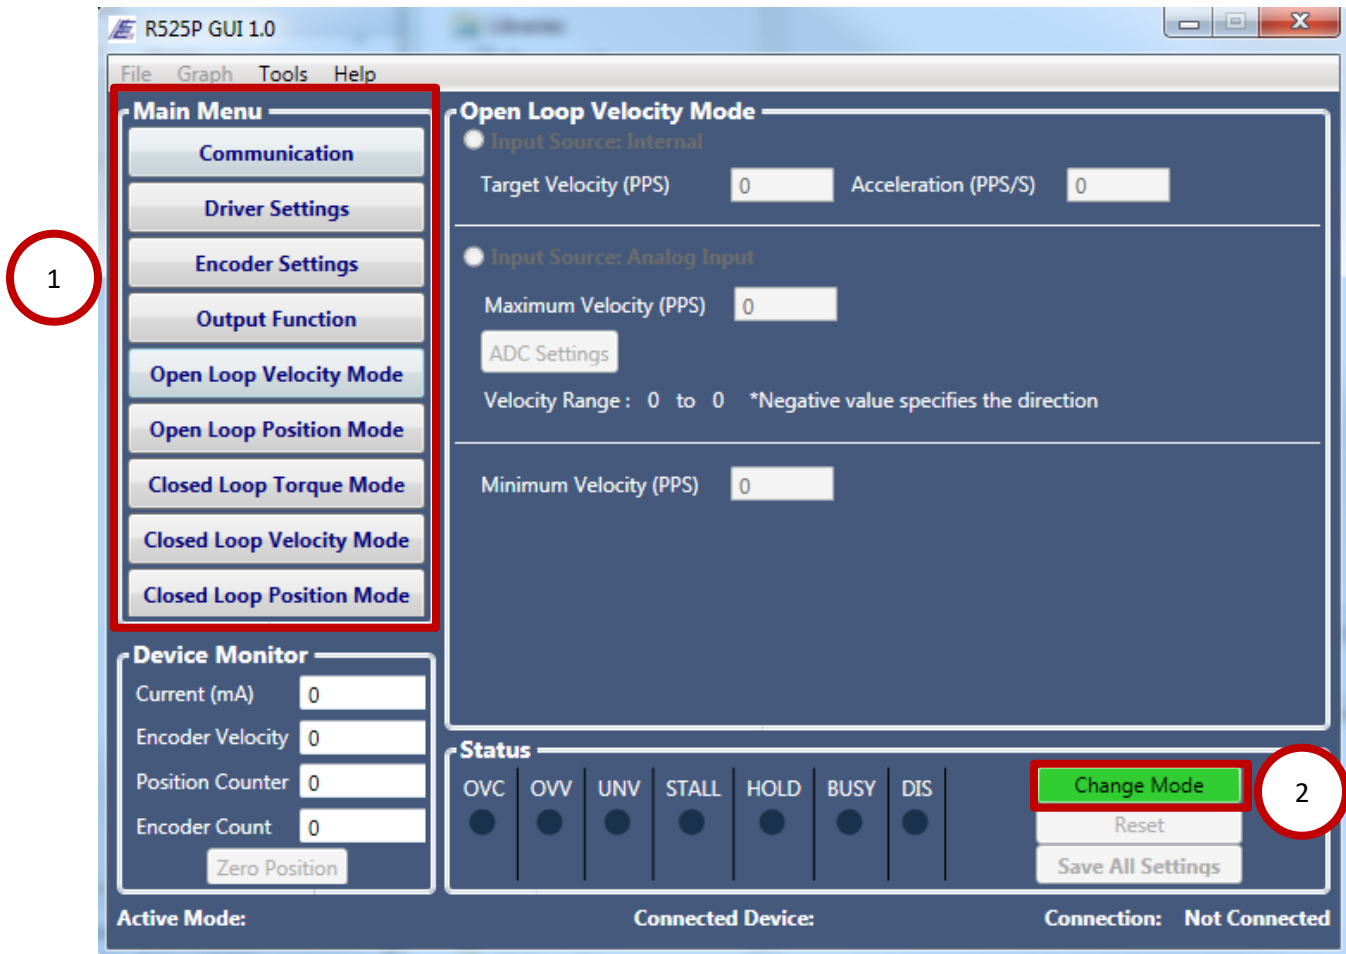 R525P GUI 1.0
File Graph Tools Help
Main Menu
Communication
Driver Settings
Encoder Settings
Output Function
Open Loop Velocity Mode
Open Loop Position Mode
Closed Loop Torque Mode
Closed Loop Velocity Mode
Closed Loop Position Mode
1
Device Monitor
Current (mA) 0
Encoder Velocity 0
Position Counter 0
Encoder Count 0
Zero Position
Open Loop Velocity Mode
Input Source: Internal
Target Velocity (PPS) 0 Acceleration (PPS/S) 0
Input Source: Analog Input
Maximum Velocity (PPS) 0
ADC Settings
Velocity Range : 0 to 0 *Negative value specifies the direction
Minimum Velocity (PPS) 0
Status
OVC OVV UNV STALL HOLD BUSY DIS
Change Mode
2
Reset
Save All Settings
Active Mode: Connected Device: Connection: Not Connected